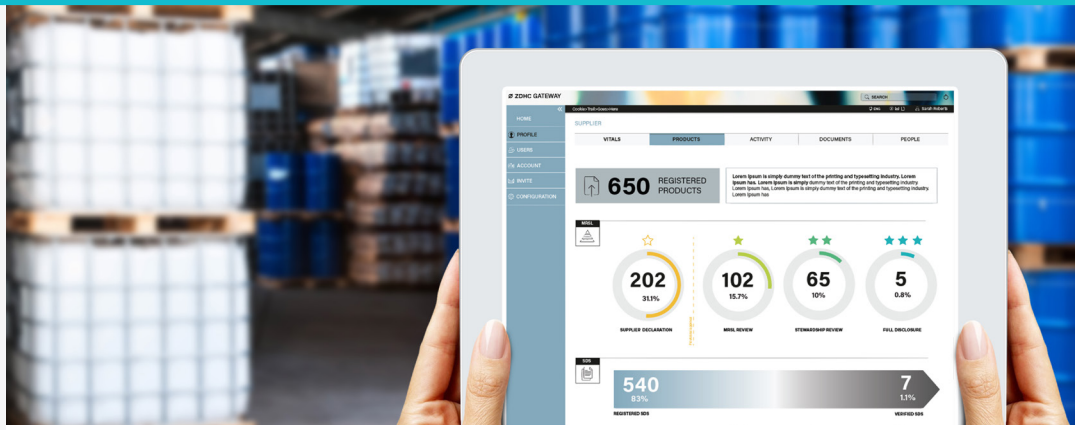 ZDHC GATEWAY
SEARCH
Sarah Roberts
HOME
PROFILE
USERS
ACCOUNT
INVITE
CONFIGURATION
SUPPLIER
VITALS PRODUCTS ACTIVITY DOCUMENTS PEOPLE
650 REGISTERED
PRODUCTS
Lorem Ipsum is simply dummy text of the printing and typesetting industry. Lorem
Ipsum has. Lorem Ipsum is simply dummy text of the printing and typesetting industry.
Lorem Ipsum has, Lorem Ipsum is simply dummy text of the printing and typesetting industry.
Lorem Ipsum has
MRSL
202
31.1%
SUPPLIER DECLARATION
102
15.7%
MRSL REVIEW
65
10%
STEWARDSHIP REVIEW
5
0.8%
FULL DISCLOSURE
SDS
540
83%
REGISTERED SDS
7
1.1%
VERIFIED SDS